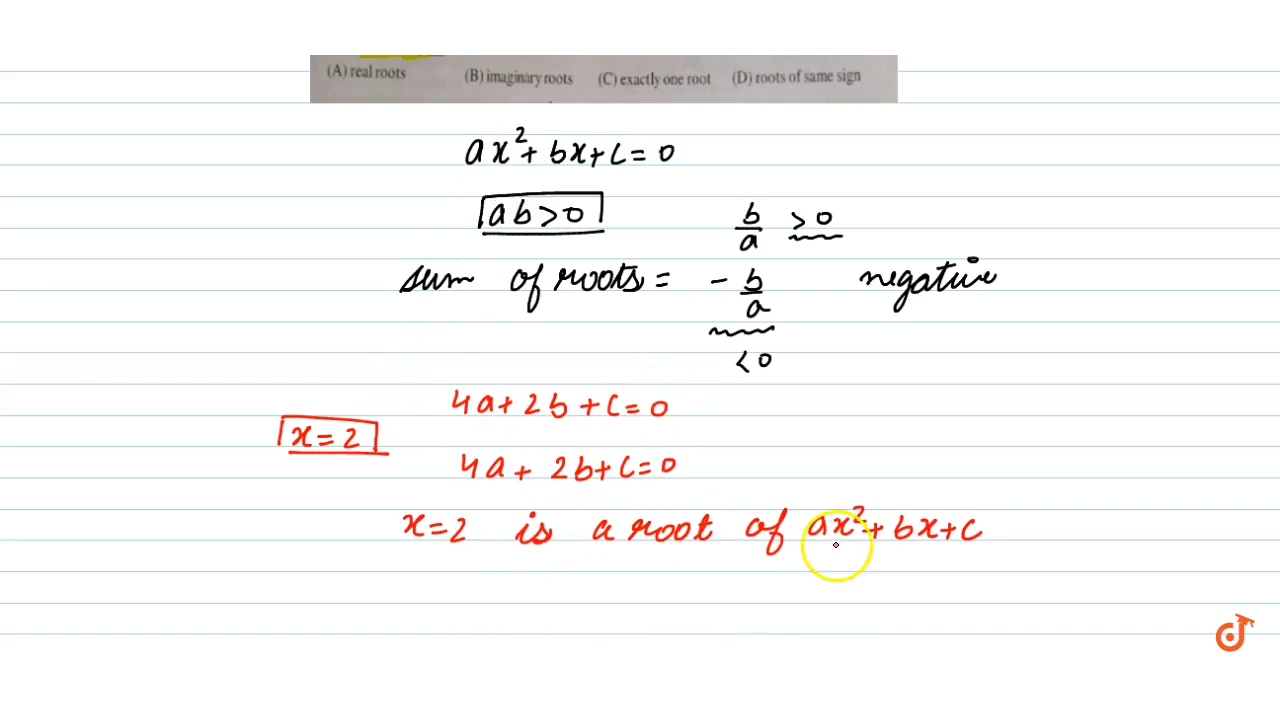 (A) real roots (B) imaginary roots (C) exactly one root (D) roots of same sign
ax²+ bx+c=0
ab>0
b/a >0
sum of roots = -b/a negative
<0
4a+2b+c=0
x=2
4a+ 2b+c=0
x=2 is a root of ax²+bx+c